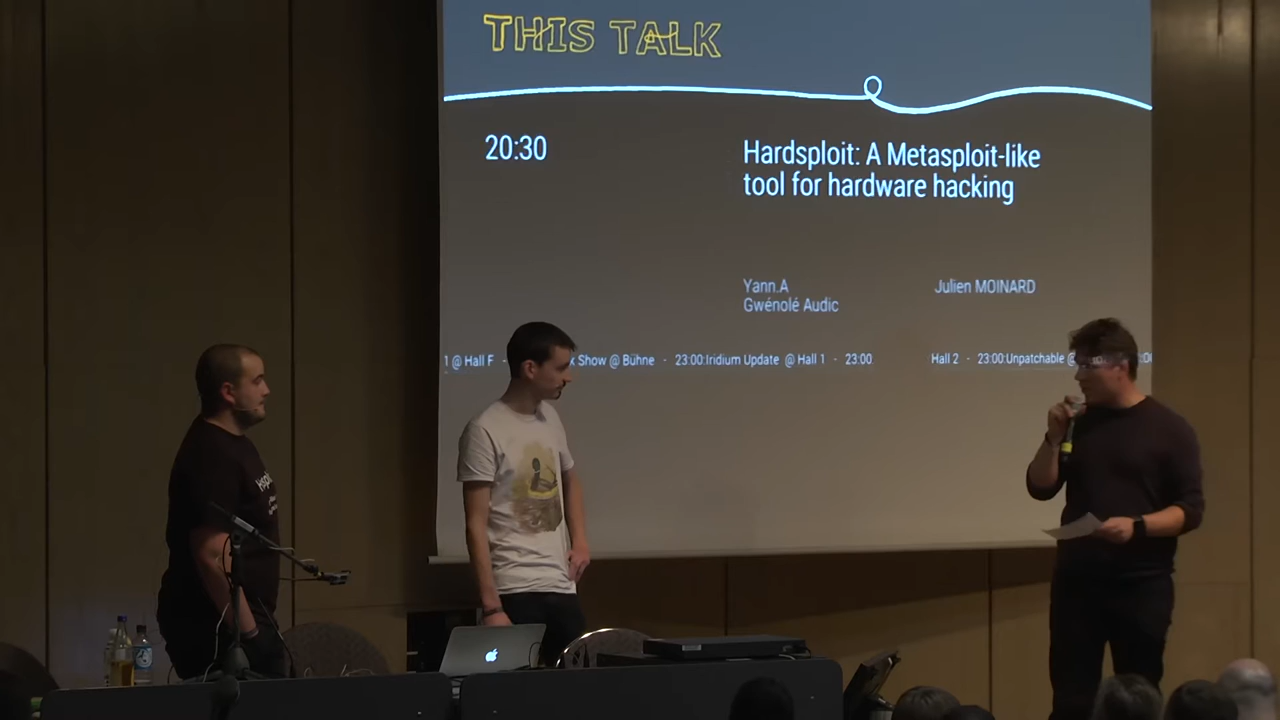 THIS TALK
20:30
Hardsploit: A Metasploit-like
tool for hardware hacking
Yann.A
Gwénolé Audic
Julien MOINARD
1 @ Hall F - Show @ Bühne - 23:00:Iridium Update @ Hall 1 - 23:00: Hall 2 - 23:00:Unpatchable @